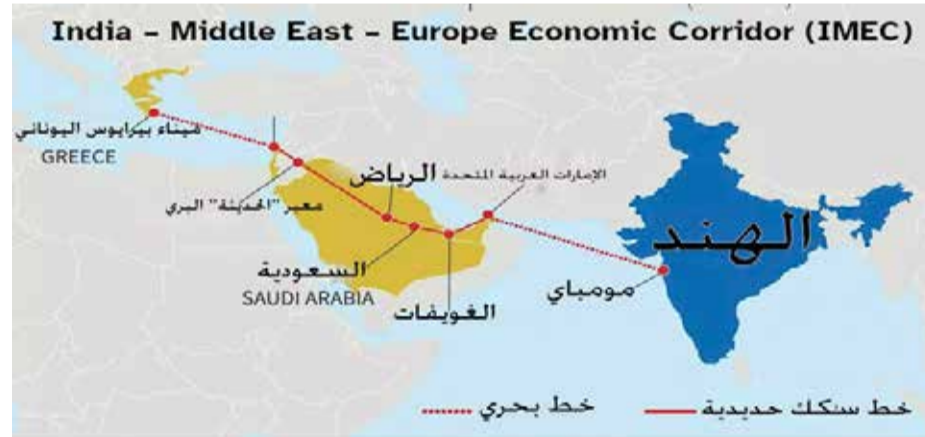 India – Middle East – Europe Economic Corridor (IMEC)
ميناء بيرايوس اليوناني
GREECE
الرياض
الإمارات العربية المتحدة
معبر "الحديثة" البري
الهند
السعودية
SAUDI ARABIA
الغويفات
مومباي
خط بحري
خط سكك حديدية